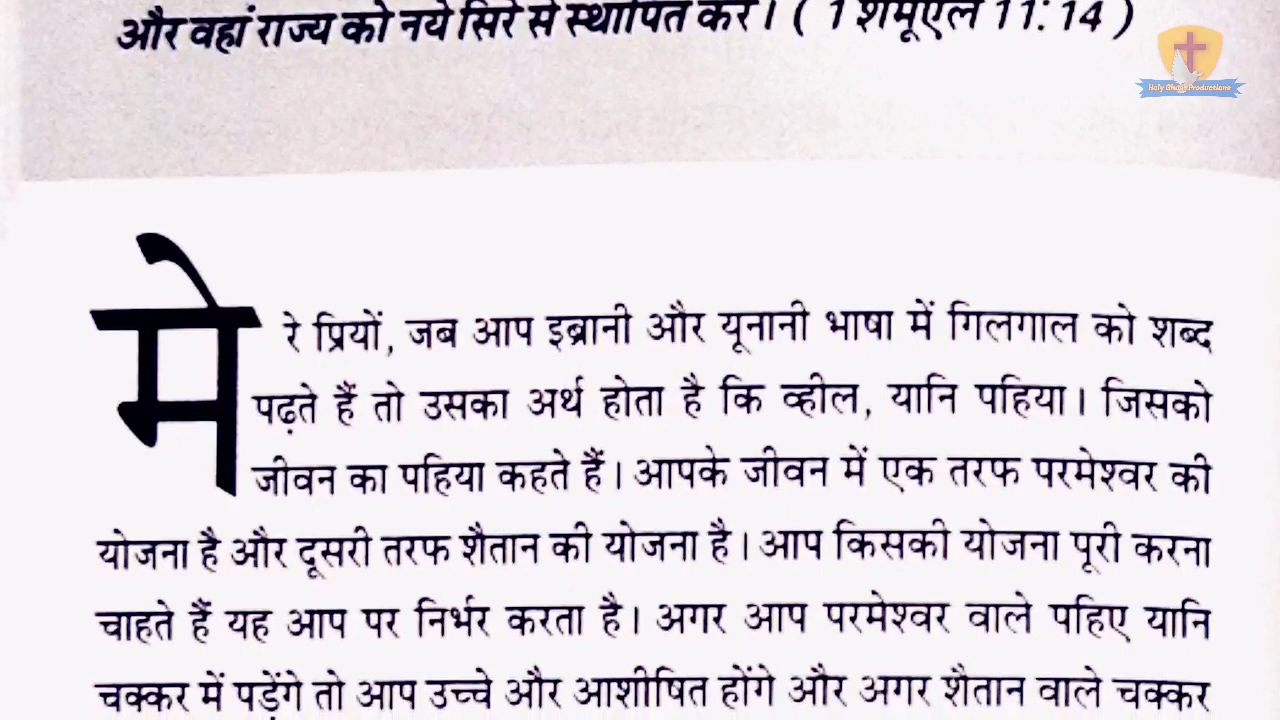 और वहां राज्य को नये सिरे से स्थापित करें। ( 1 शमूएल 11: 14 )
Holy Ghost Productions
मेरे प्रियों, जब आप इब्रानी और यूनानी भाषा में गिलगाल को शब्द
पढ़ते हैं तो उसका अर्थ होता है कि व्हील, यानि पहिया। जिसको
जीवन का पहिया कहते हैं। आपके जीवन में एक तरफ परमेश्वर की
योजना है और दूसरी तरफ शैतान की योजना है। आप किसकी योजना पूरी करना
चाहते हैं यह आप पर निर्भर करता है। अगर आप परमेश्वर वाले पहिए यानि
चक्कर में पड़ेंगे तो आप उच्चे और आशीषित होंगे और अगर शैतान वाले चक्कर